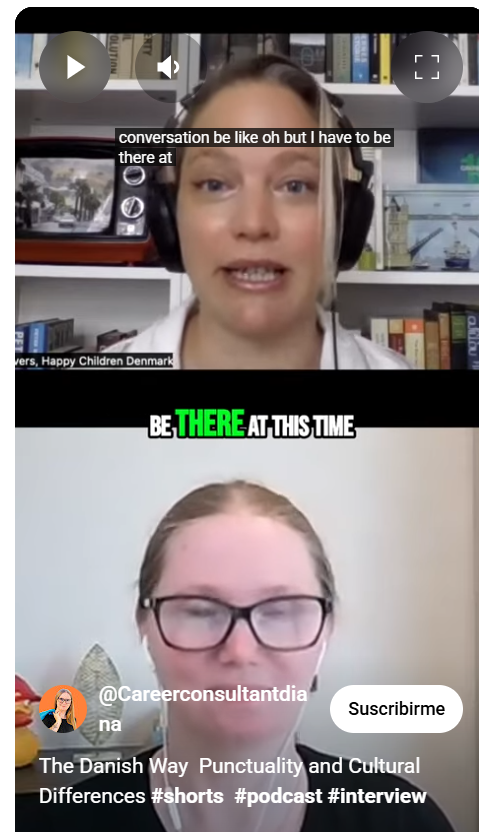 conversation be like oh but I have to be
there at
vers, Happy Children Denmark
BE THERE AT THIS TIME
@Careerconsultantdia
na
Suscribirme
The Danish Way Punctuality and Cultural
Differences #shorts #podcast #interview